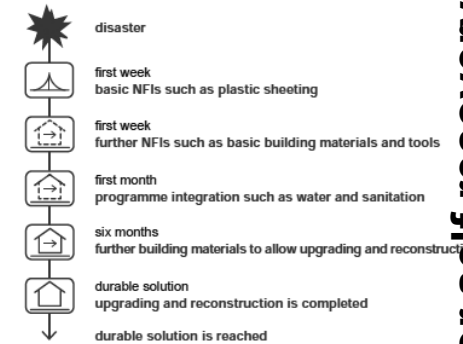 disaster
first week
basic NFIs such as plastic sheeting
first week
further NFIs such as basic building materials and tools
first month
programme integration such as water and sanitation
six months
further building materials to allow upgrading and
durable solution
upgrading and reconstruction is completed
durable solution is reached